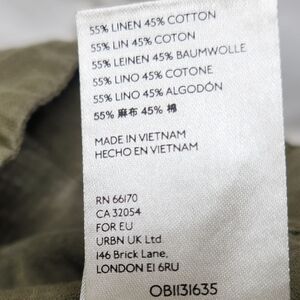 55% LINEN 45% COTTON
55% LIN 45% COTON
55% LEINEN 45% BAUMWOLLE
55% LINO 45% COTONE
55% LINO 45% ALGODÓN
55% 麻布 45% 棉
MADE IN VIETNAM
HECHO EN VIETNAM
RN 66170
CA 32054
FOR EU
URBN UK Ltd.
146 Brick Lane,
LONDON E1 6RU
OB1131635